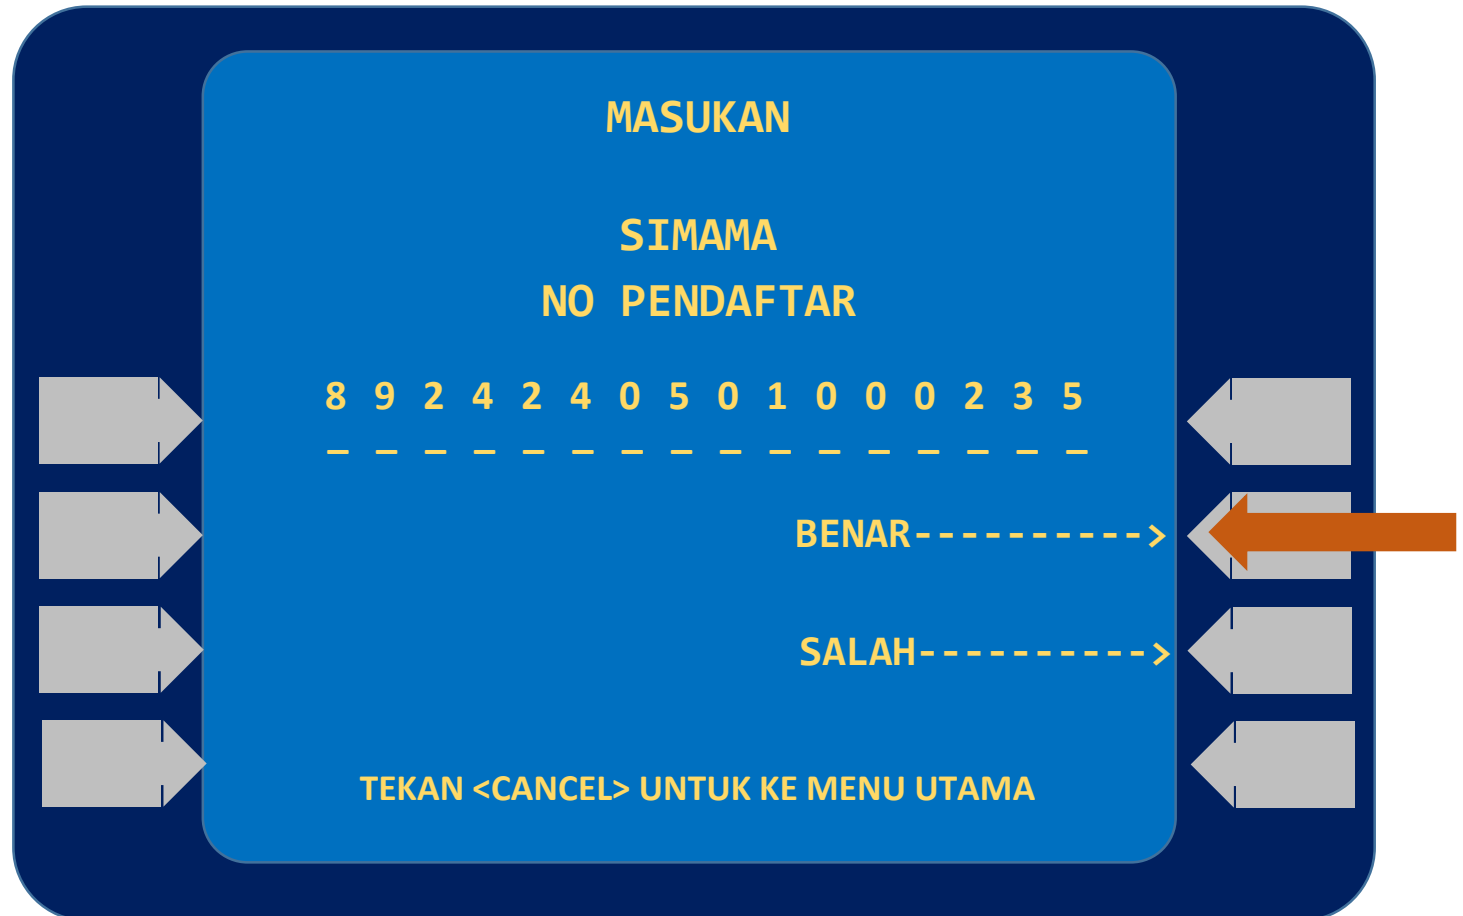 MASUKAN
SIMAMA
NO PENDAFTAR
8 9 2 4 2 4 0 5 0 1 0 0 0 2 3 5
_ _ _ _ _ _ _ _ _ _ _ _ _ _ _ _
BENAR---------->
SALAH---------->
TEKAN <CANCEL> UNTUK KE MENU UTAMA